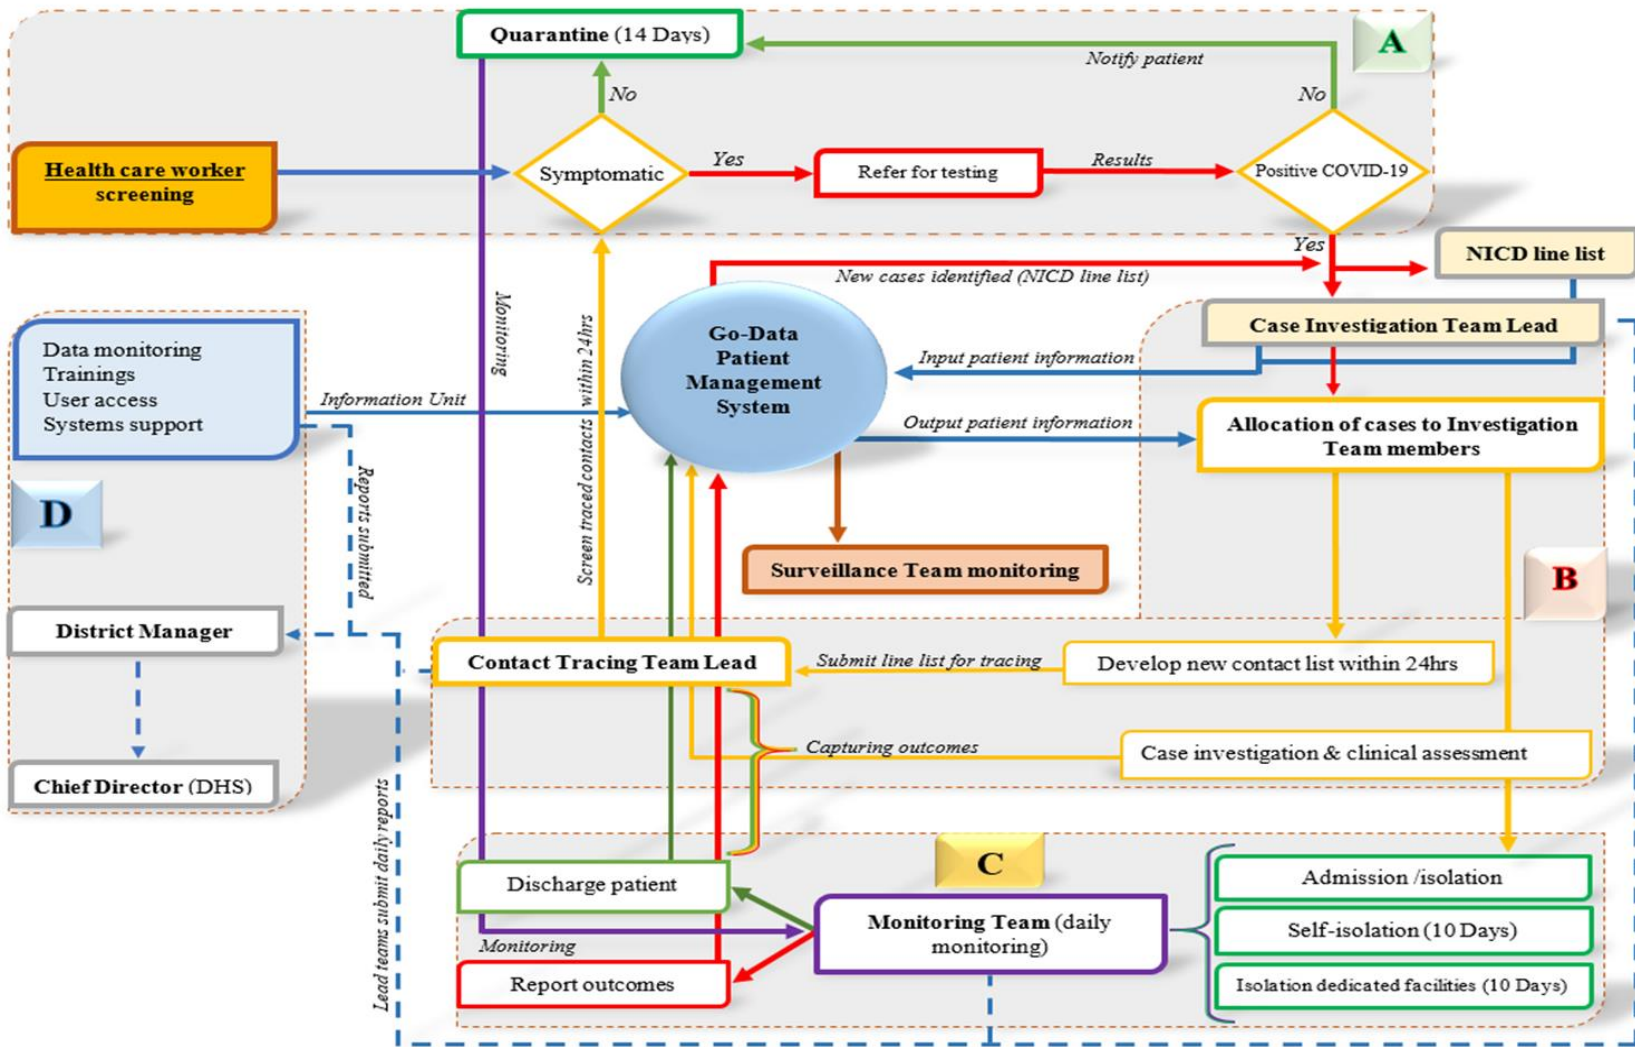 Quarantine (14 Days)
A
Notify patient
No
No
Health care worker
screening
Symptomatic
Yes
Refer for testing
Results
Positive COVID-19
Yes
NICD line list
New cases identified (NICD line list)
Monitoring
Screen traced contacts within 24hrs
Go-Data
Patient
Management
System
Case Investigation Team Lead
Input patient information
Data monitoring
Trainings
User access
Systems support
Information Unit
Output patient information
Allocation of cases to Investigation
Team members
Reports submitted
D
Surveillance Team monitoring
B
District Manager
Contact Tracing Team Lead
Submit line list for tracing
Develop new contact list within 24hrs
Capturing outcomes
Case investigation & clinical assessment
Chief Director (DHS)
Lead teams submit daily reports
C
Discharge patient
Admission /isolation
Monitoring Team (daily
monitoring)
Self-isolation (10 Days)
Monitoring
Report outcomes
Isolation dedicated facilities (10 Days)